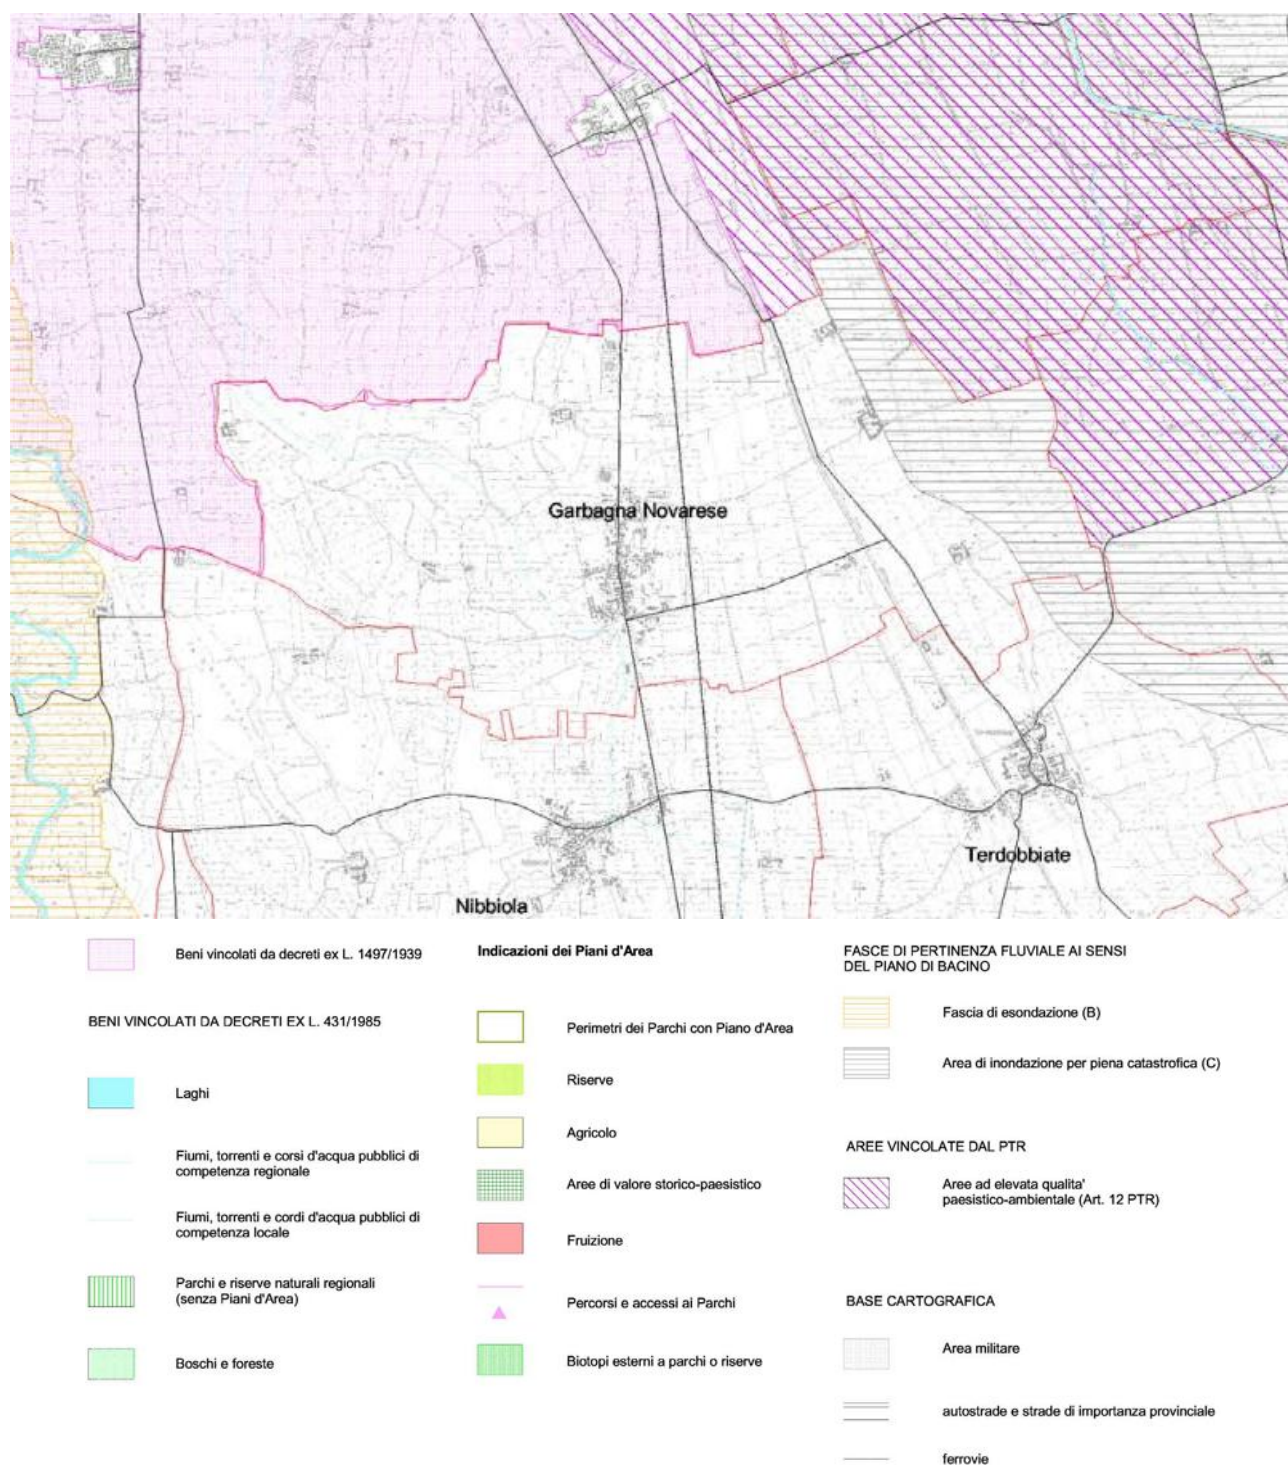 Garbagna Novarese
Terdobbiate
Nibbiola
Beni vincolati da decreti ex L. 1497/1939
BENI VINCOLATI DA DECRETI EX L. 431/1985
Laghi
Fiumi, torrenti e corsi d'acqua pubblici di
competenza regionale
Fiumi, torrenti e cordi d'acqua pubblici di
competenza locale
Parchi e riserve naturali regionali
(senza Piani d'Area)
Boschi e foreste
Indicazioni dei Piani d'Area
Perimetri dei Parchi con Piano d'Area
Riserve
Agricolo
Aree di valore storico-paesistico
Fruizione
Percorsi e accessi ai Parchi
Biotopi esterni a parchi o riserve
FASCE DI PERTINENZA FLUVIALE AI SENSI
DEL PIANO DI BACINO
Fascia di esondazione (B)
Area di inondazione per piena catastrofica (C)
AREE VINCOLATE DAL PTR
Aree ad elevata qualita'
paesistico-ambientale (Art. 12 PTR)
BASE CARTOGRAFICA
Area militare
autostrade e strade di importanza provinciale
ferrovie